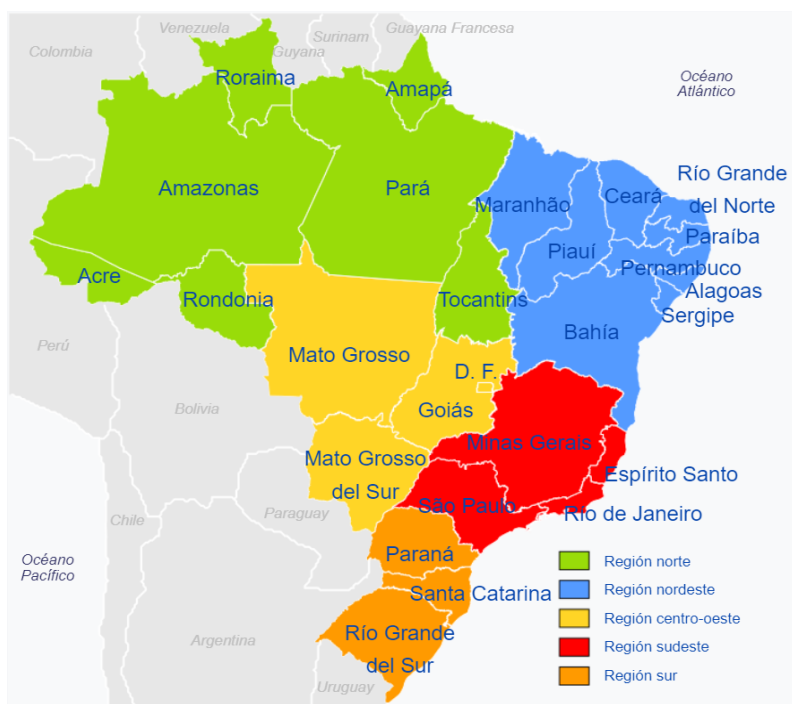 Venezuela
Surinam
Guayana Francesa
Colombia
Guyana
Roraima
Amapá
Océano
Atlántico
Amazonas
Pará
Maranhão
Ceará
Río Grande
del Norte
Paraíba
Piauí
Pernambuco
Alagoas
Sergipe
Acre
Rondonia
Tocantins
Bahía
Perú
Mato Grosso
D. F.
Goiás
Bolivia
Minas Gerais
Mato Grosso
del Sur
Espírito Santo
São Paulo
Río de Janeiro
Paraguay
Chile
Paraná
Océano
Pacífico
Santa Catarina
Argentina
Río Grande
del Sur
Uruguay
Región norte
Región nordeste
Región centro-oeste
Región sudeste
Región sur